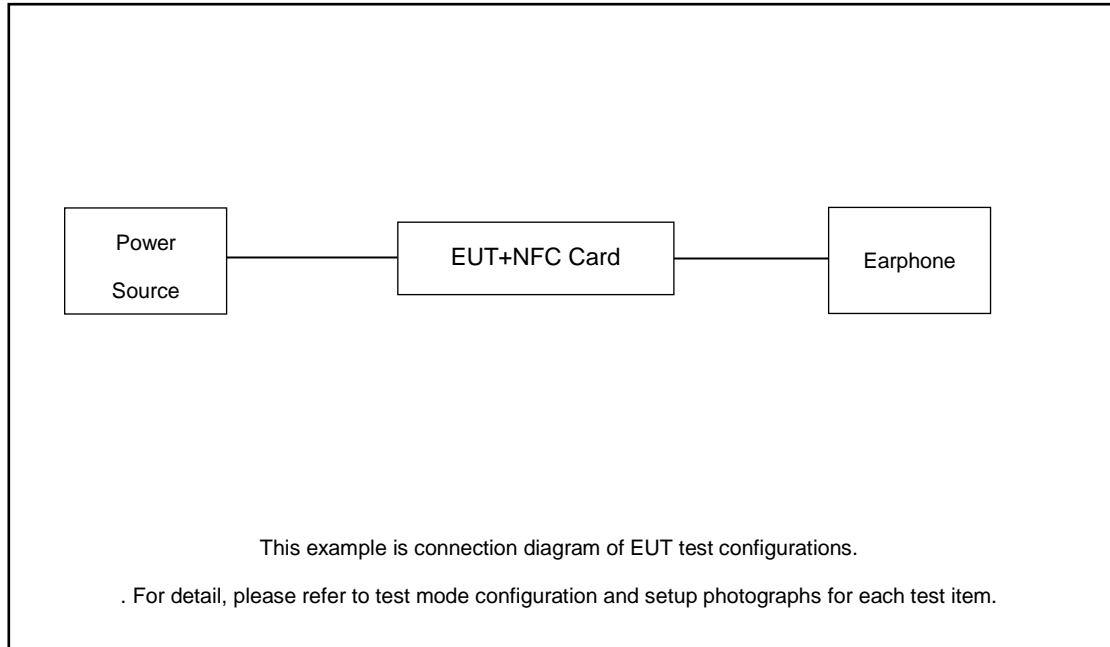 Power
Source
EUT+NFC Card
Earphone
This example is connection diagram of EUT test configurations.
. For detail, please refer to test mode configuration and setup photographs for each test item.